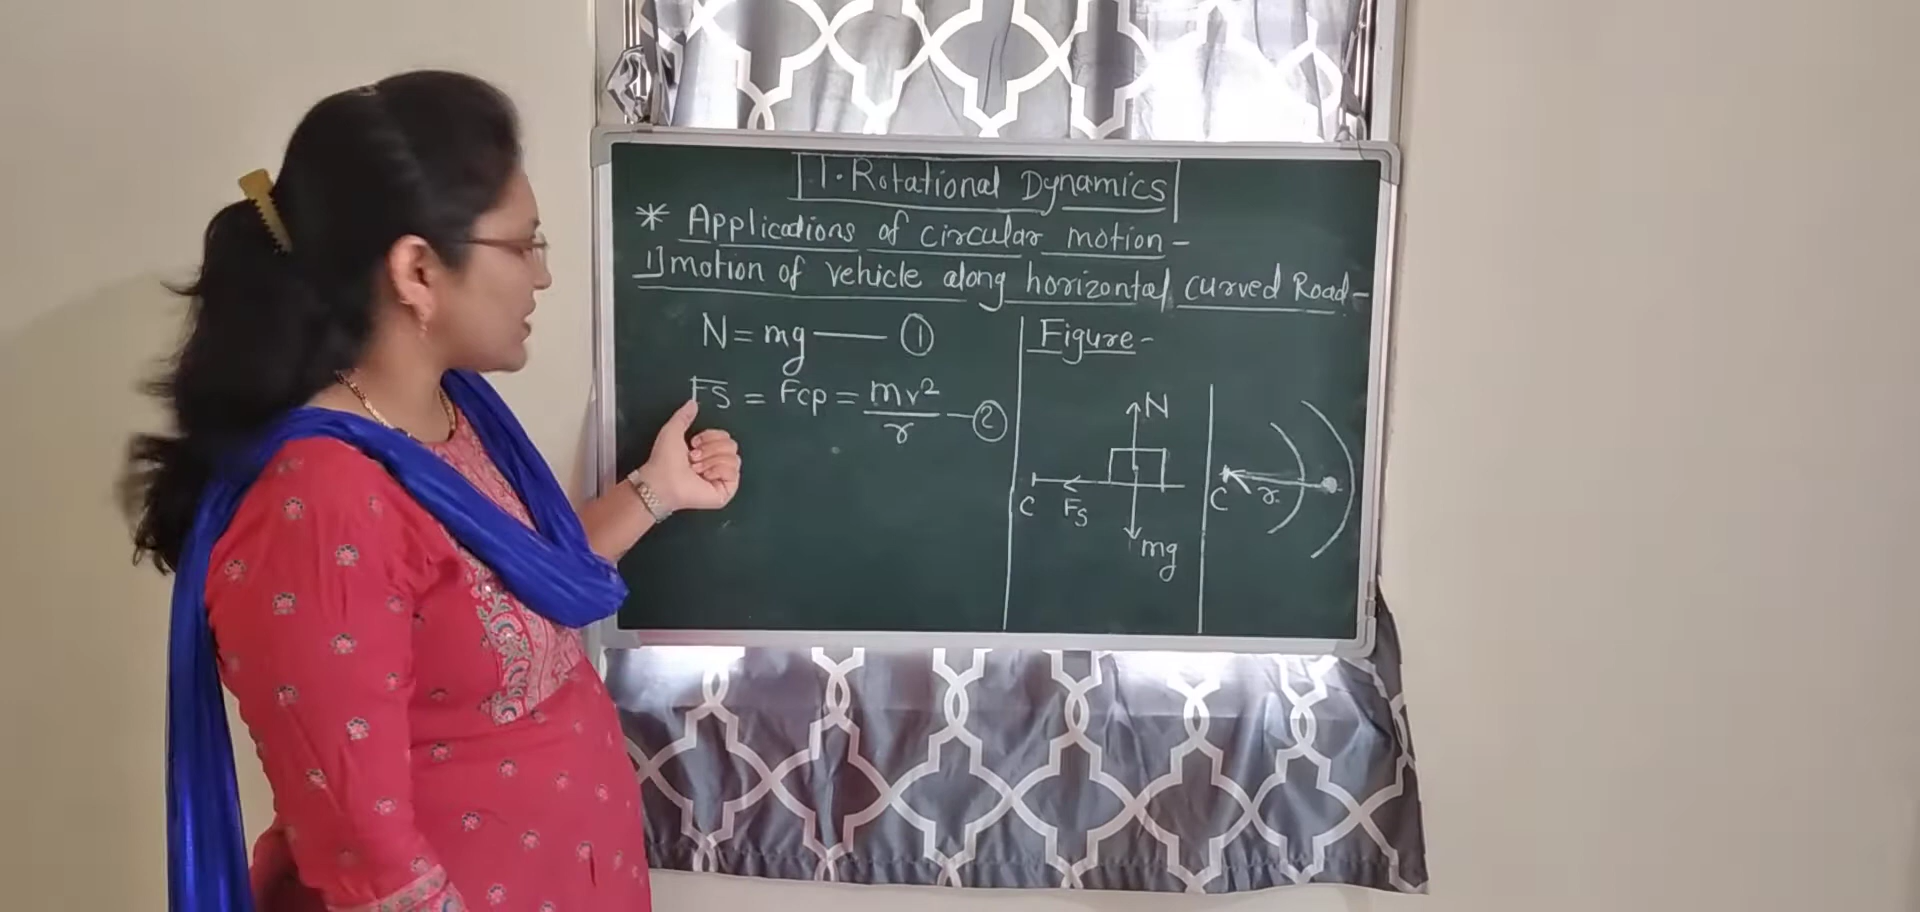 1. Rotational Dynamics
* Applications of circular motion -
1] motion of vehicle along horizontal curved Road -
N = mg —— ①
Fs = Fcp = mv²/r — ②
Figure -
N
C
Fs
mg
C
r